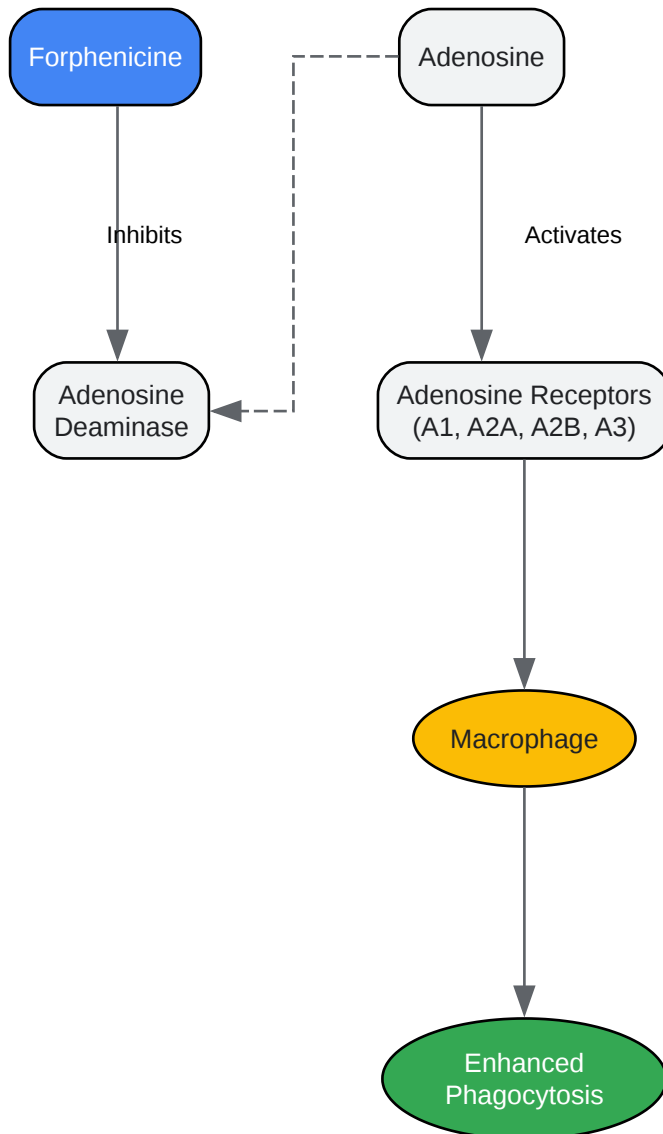 Forphenicine
Adenosine
Inhibits
Activates
Adenosine
Deaminase
Adenosine Receptors
(A1, A2A, A2B, A3)
Macrophage
Enhanced
Phagocytosis